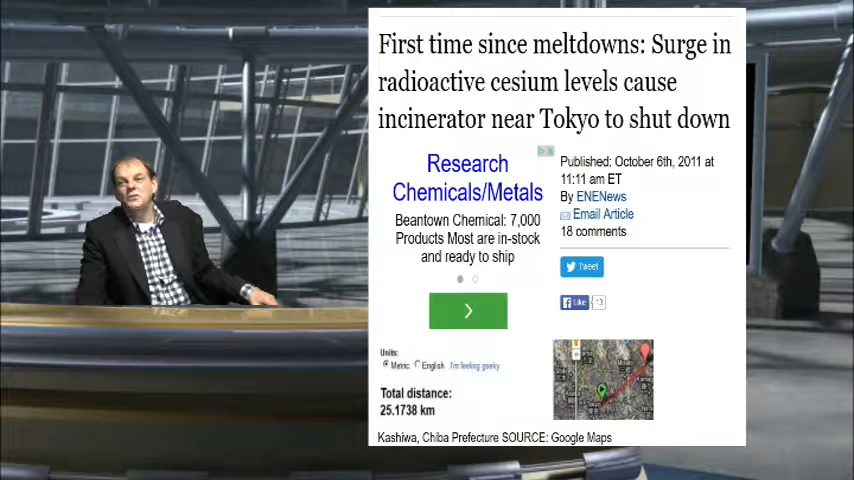 First time since meltdowns: Surge in
radioactive cesium levels cause
incinerator near Tokyo to shut down
Research
Chemicals/Metals
Beantown Chemical: 7,000
Products Most are in-stock
and ready to ship
Published: October 6th, 2011 at
11:11 am ET
By ENENews
Email Article
18 comments
Tweet
Like 13
Units:
Metric English I'm feeling geeky
Total distance:
25.1738 km
Kashiwa, Chiba Prefecture SOURCE: Google Maps